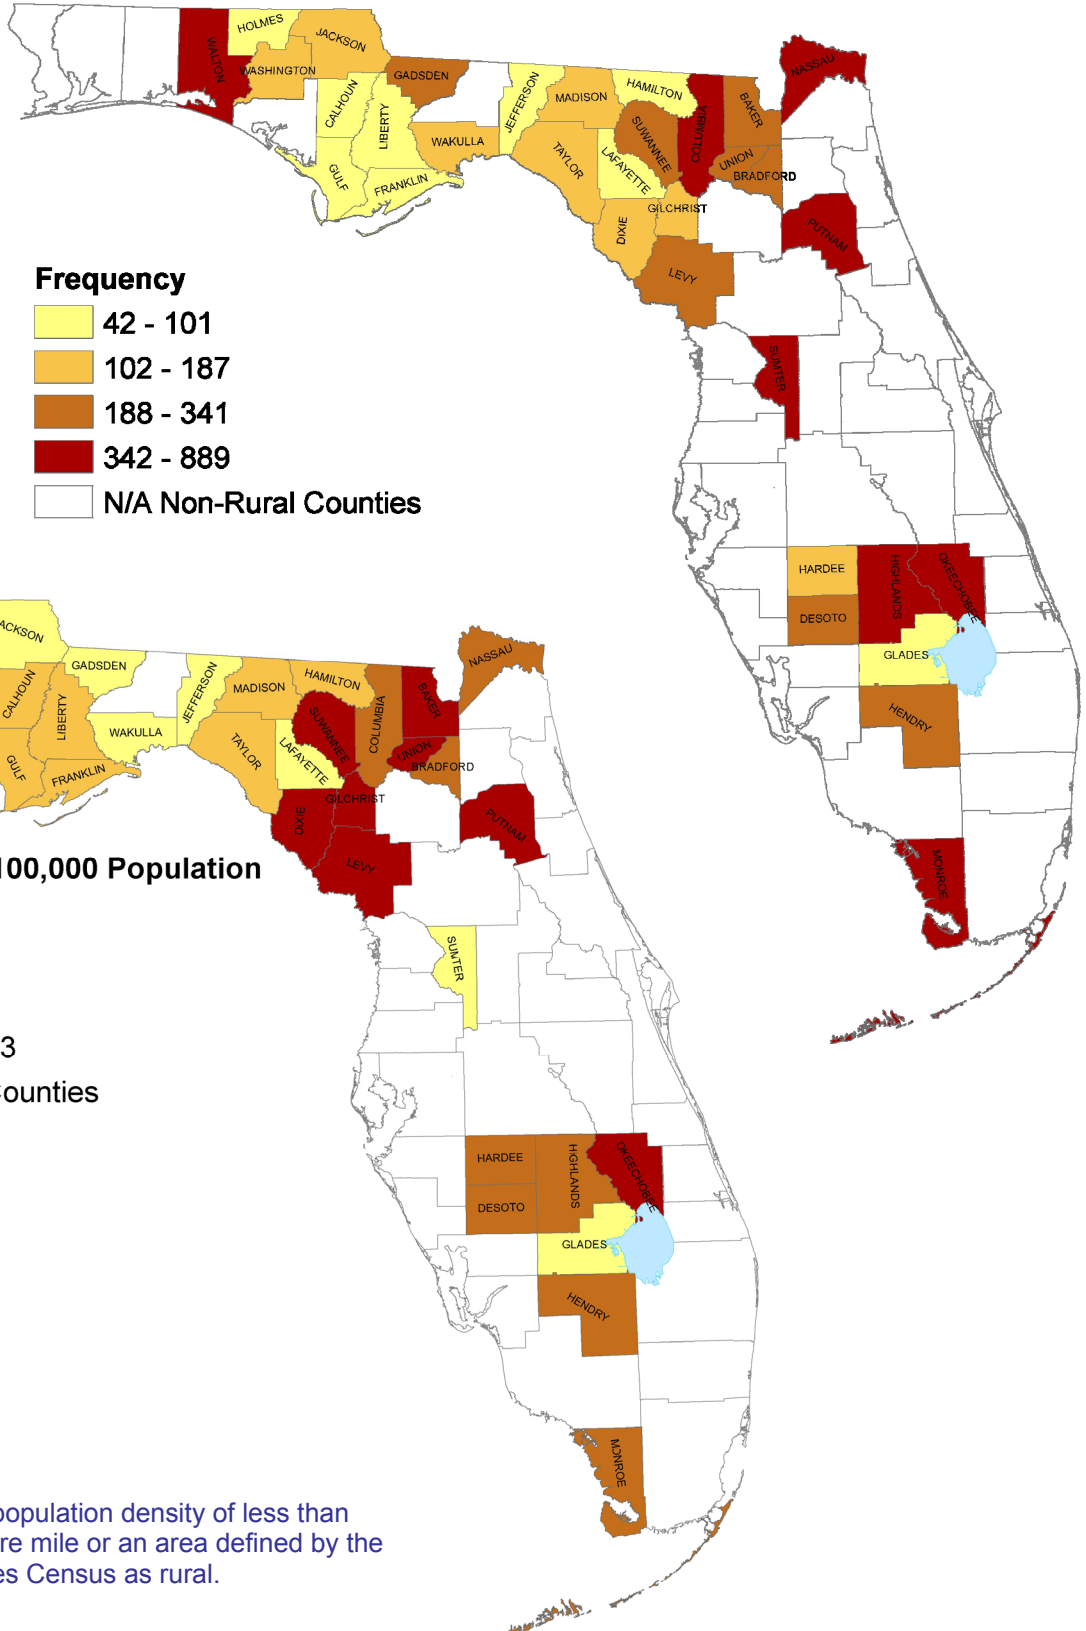 HOLMES
JACKSON
WALTON
WASHINGTON
GADSDEN
CALHOUN
LIBERTY
JEFFERSON
MADISON
HAMILTON
COLUMBIA
BAKER
NASSAU
WAKULLA
TAYLOR
LAFAYETTE
SUWANNEE
UNION
BRADFORD
GULF
FRANKLIN
GILCHRIST
DIXIE
PUTNAM
LEVY
SUMTER
HARDEE
HIGHLANDS
OKEECHOBEE
DESOTO
GLADES
HENDRY
MONROE
Frequency
42 - 101
102 - 187
188 - 341
342 - 889
N/A Non-Rural Counties
ACKSON
GADSDEN
CALHOUN
LIBERTY
JEFFERSON
MADISON
HAMILTON
COLUMBIA
BAKER
NASSAU
WAKULLA
TAYLOR
LAFAYETTE
SUWANNEE
UNION
BRADFORD
GULF
FRANKLIN
GILCHRIST
DIXIE
PUTNAM
LEVY
SUMTER
HARDEE
HIGHLANDS
OKEECHOBEE
DESOTO
GLADES
HENDRY
MONROE
100,000 Population
3
Counties
population density of less than
re mile or an area defined by the
es Census as rural.